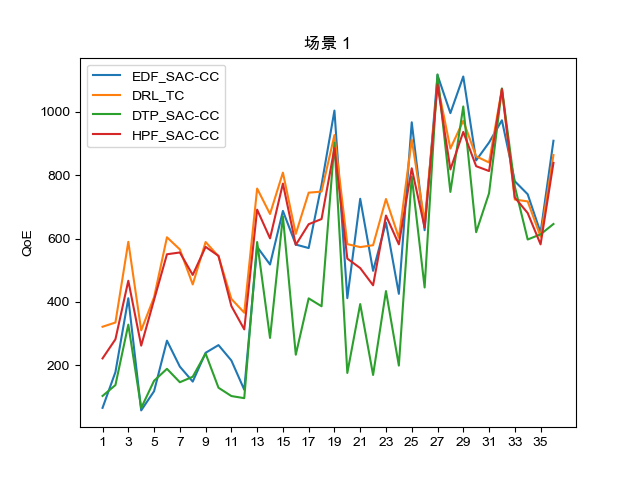 场景 1
EDF_SAC-CC
DRL_TC
DTP_SAC-CC
HPF_SAC-CC
QoE
1000
800
600
400
200
1 3 5 7 9 11 13 15 17 19 21 23 25 27 29 31 33 35